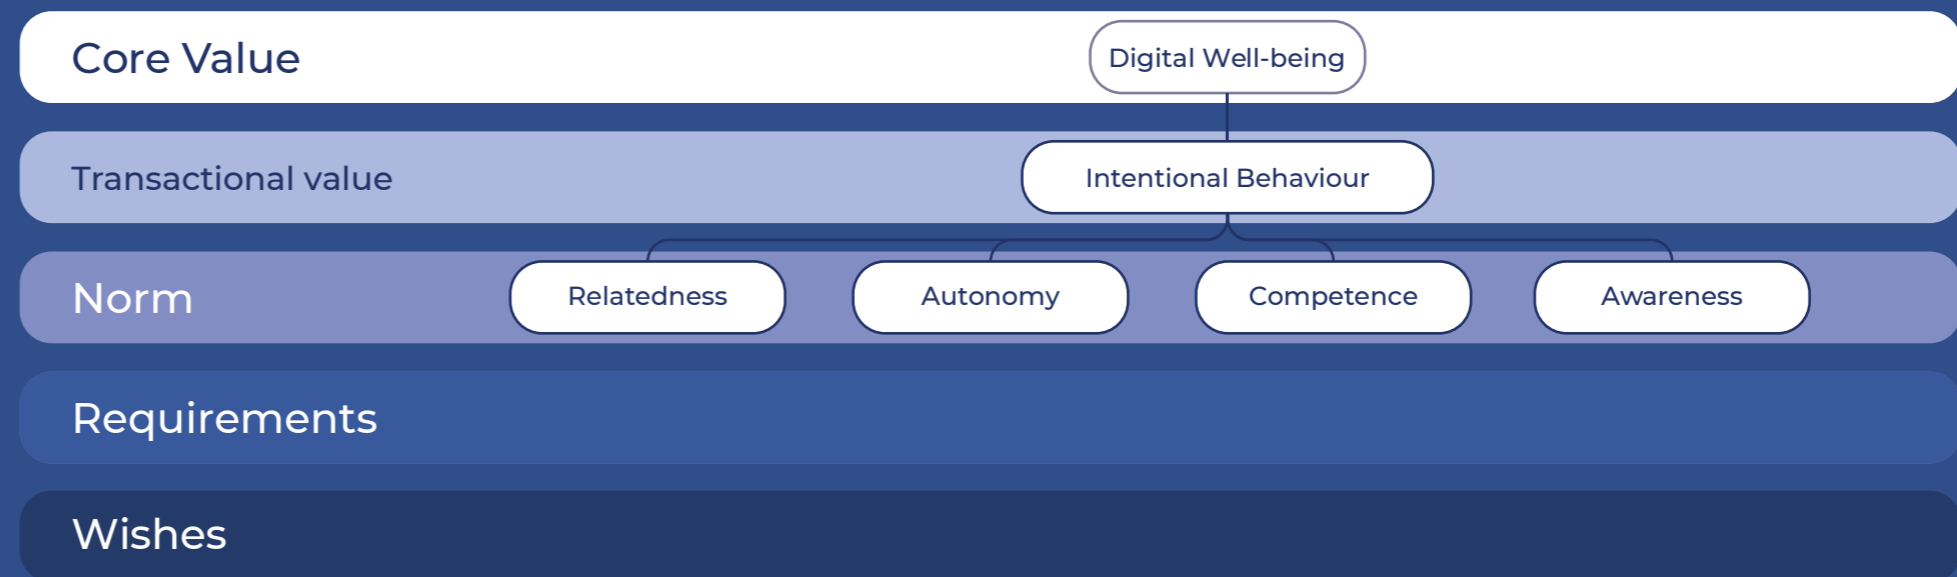 Core Value
Digital Well-being
Transactional value
Intentional Behaviour
Norm
Relatedness
Autonomy
Competence
Awareness
Requirements
Wishes